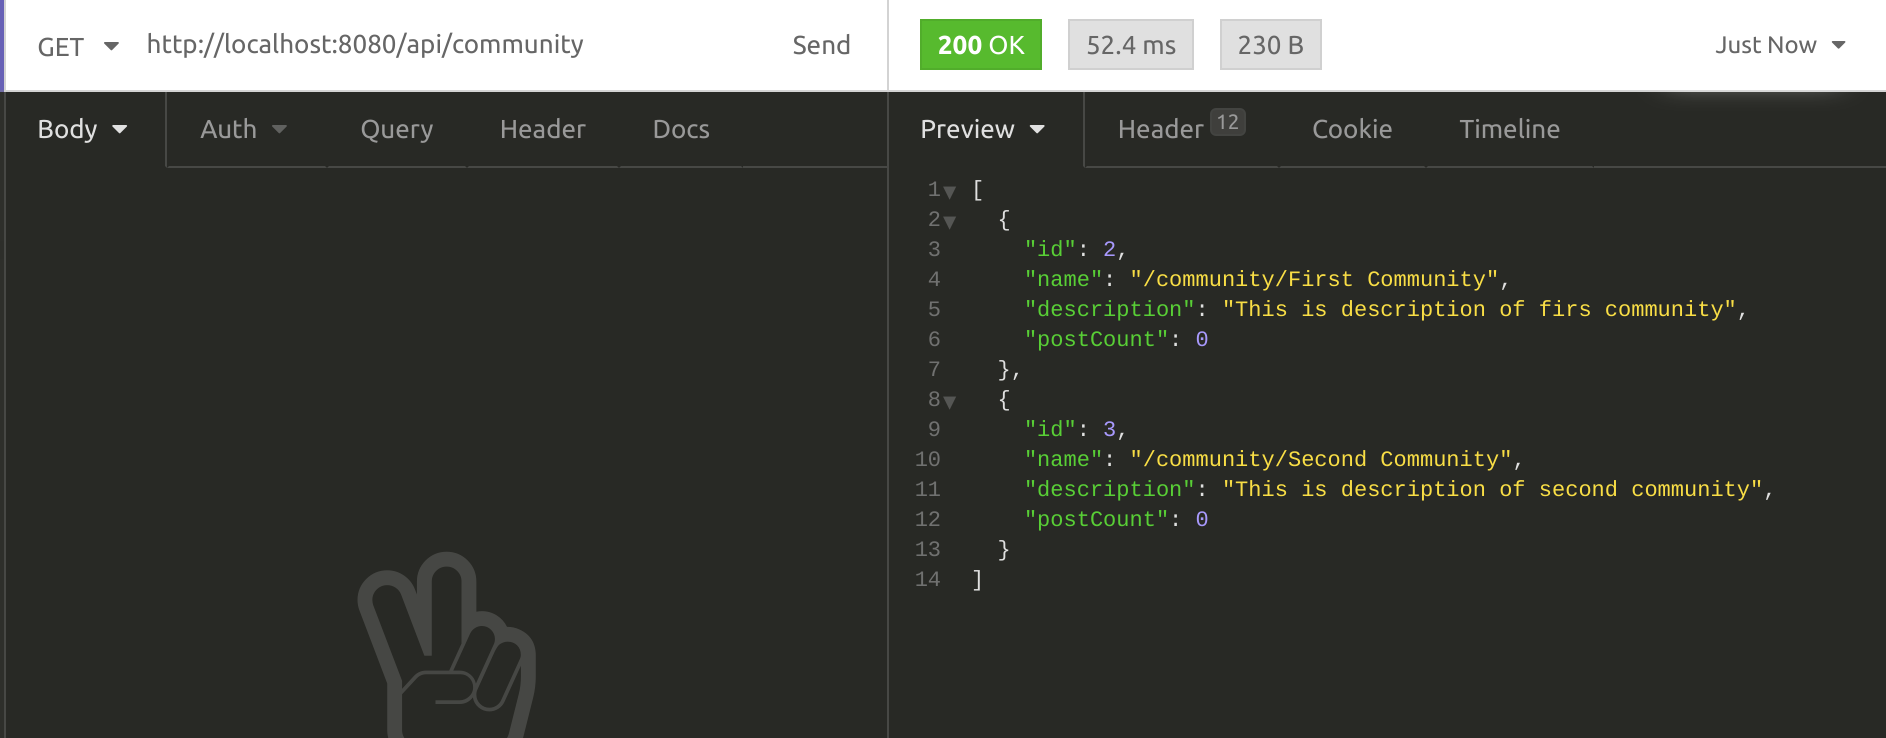 GET http://localhost:8080/api/community Send 200 OK 52.4 ms 230 B Just Now
Body Auth Query Header Docs Preview Header 12 Cookie Timeline
1 [
2 {
3 "id": 2,
4 "name": "/community/First Community",
5 "description": "This is description of firs community",
6 "postCount": 0
7 },
8 {
9 "id": 3,
10 "name": "/community/Second Community",
11 "description": "This is description of second community",
12 "postCount": 0
13 }
14 ]